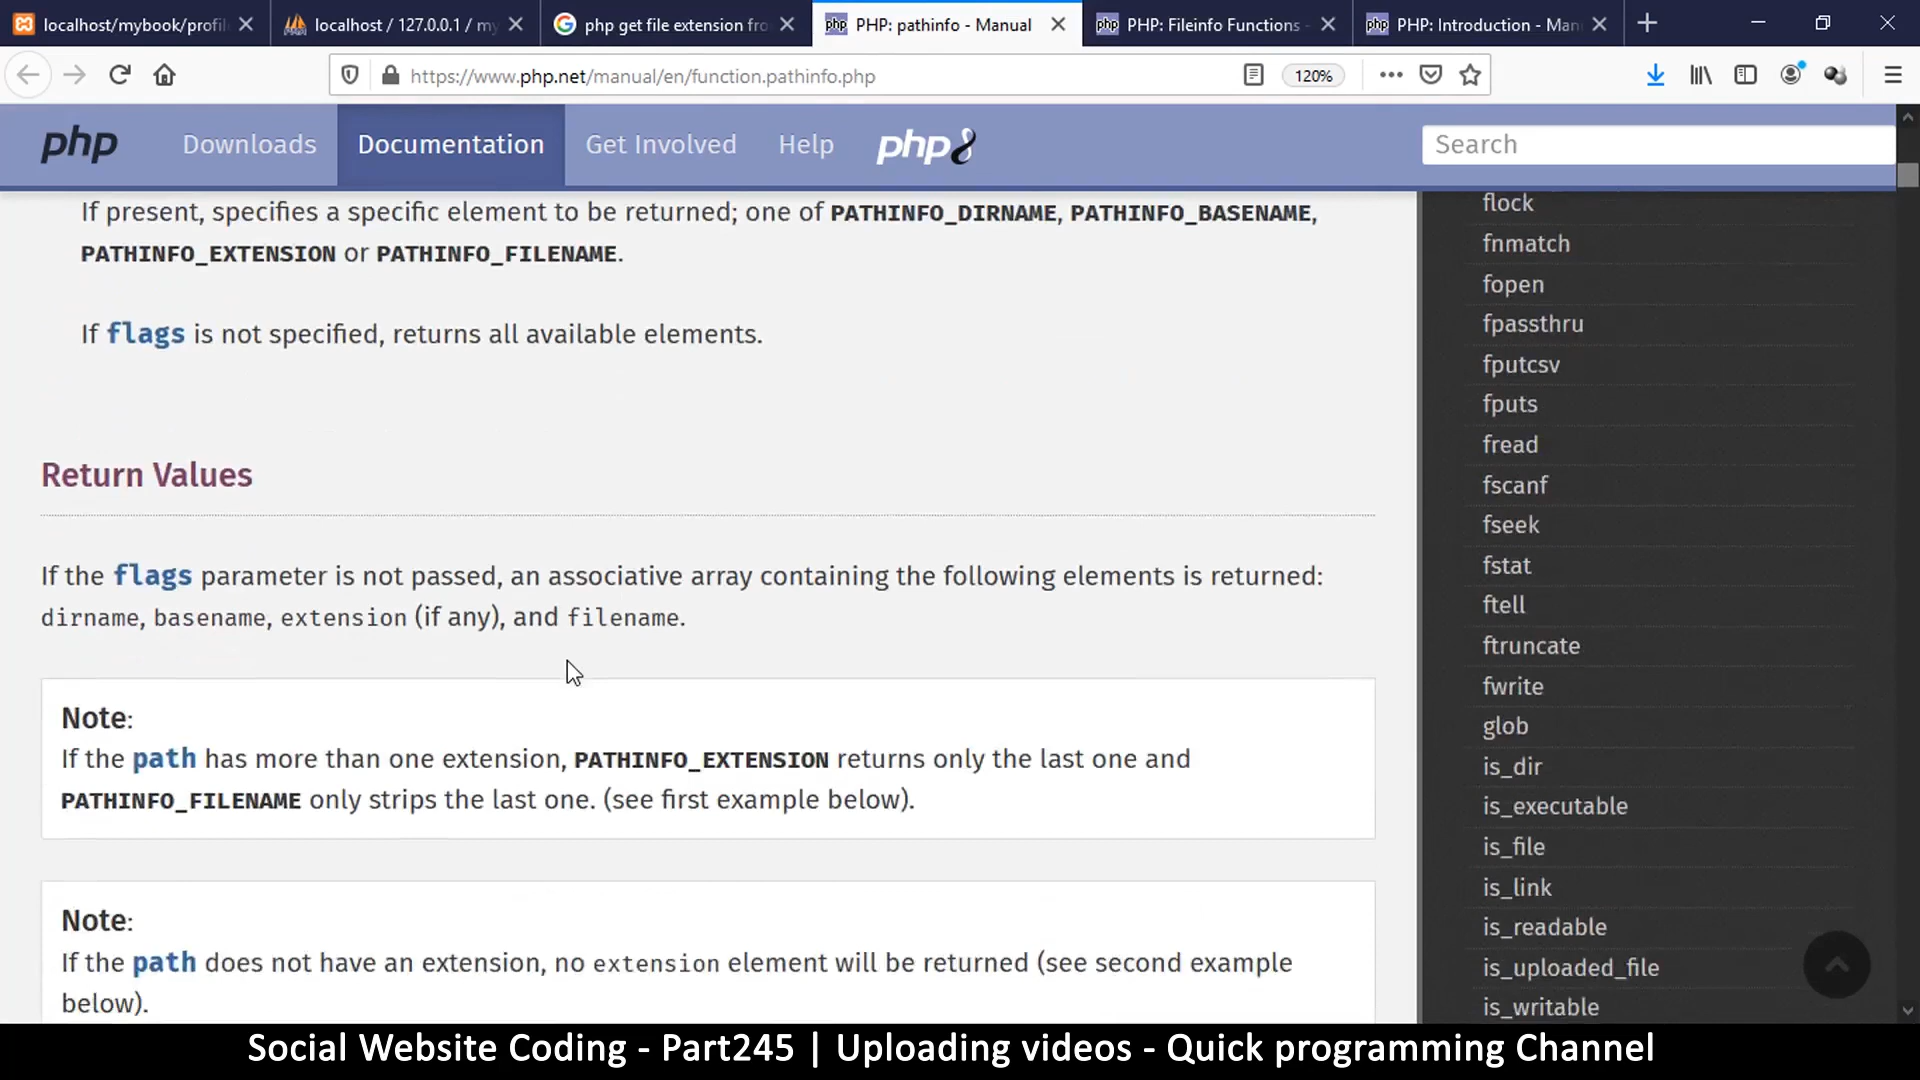 localhost/mybook/profil
localhost / 127.0.0.1 / my
php get file extension fro
php PHP: pathinfo - Manual
php PHP: Fileinfo Functions -
php PHP: Introduction - Man
https://www.php.net/manual/en/function.pathinfo.php
120%
php
Downloads
Documentation
Get Involved
Help
php8
Search
If present, specifies a specific element to be returned; one of PATHINFO_DIRNAME, PATHINFO_BASENAME,
PATHINFO_EXTENSION or PATHINFO_FILENAME.
If flags is not specified, returns all available elements.
Return Values
If the flags parameter is not passed, an associative array containing the following elements is returned:
dirname, basename, extension (if any), and filename.
Note:
If the path has more than one extension, PATHINFO_EXTENSION returns only the last one and
PATHINFO_FILENAME only strips the last one. (see first example below).
Note:
If the path does not have an extension, no extension element will be returned (see second example
below).
flock
fnmatch
fopen
fpassthru
fputcsv
fputs
fread
fscanf
fseek
fstat
ftell
ftruncate
fwrite
glob
is_dir
is_executable
is_file
is_link
is_readable
is_uploaded_file
is_writable
Social Website Coding - Part245 | Uploading videos - Quick programming Channel